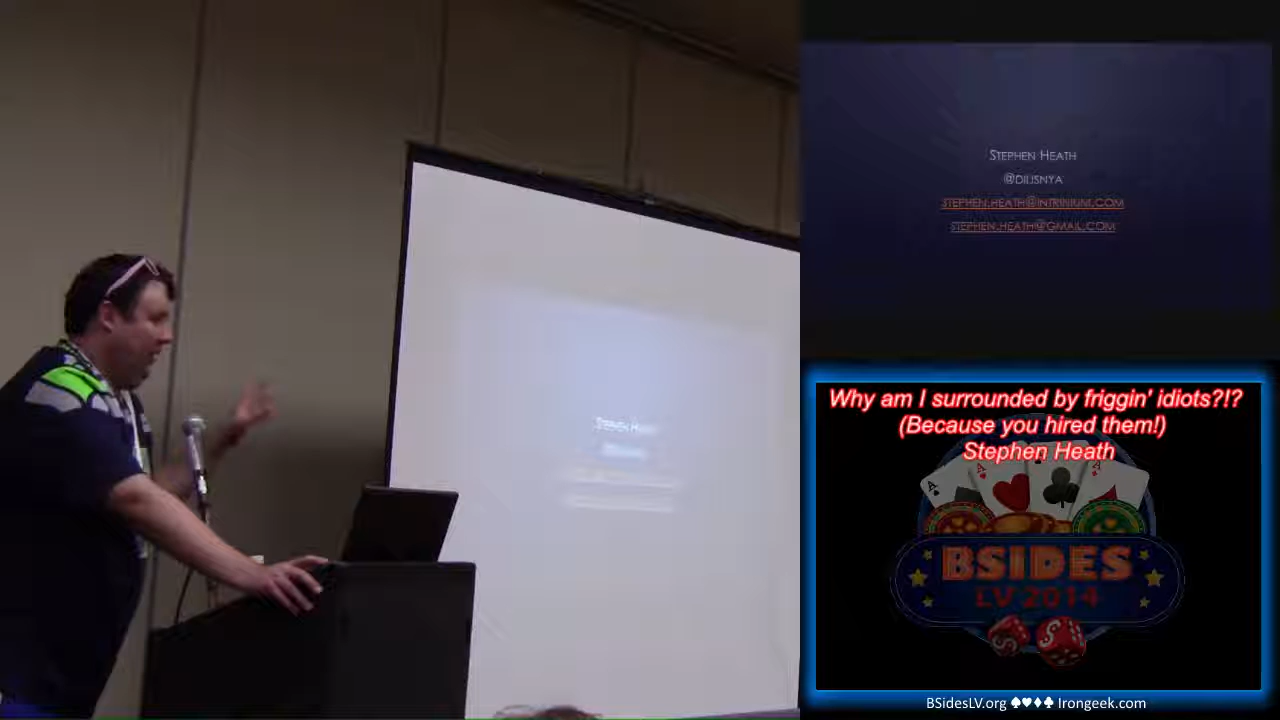 Stephen Heath
@dilisnya
stephen.heath@intrinium.com
stephen.heath@gmail.com
Why am I surrounded by friggin' idiots?!?
(Because you hired them!)
Stephen Heath
BSIDES
LV 2014
BSidesLV.org ♠♥♦♣ Irongeek.com